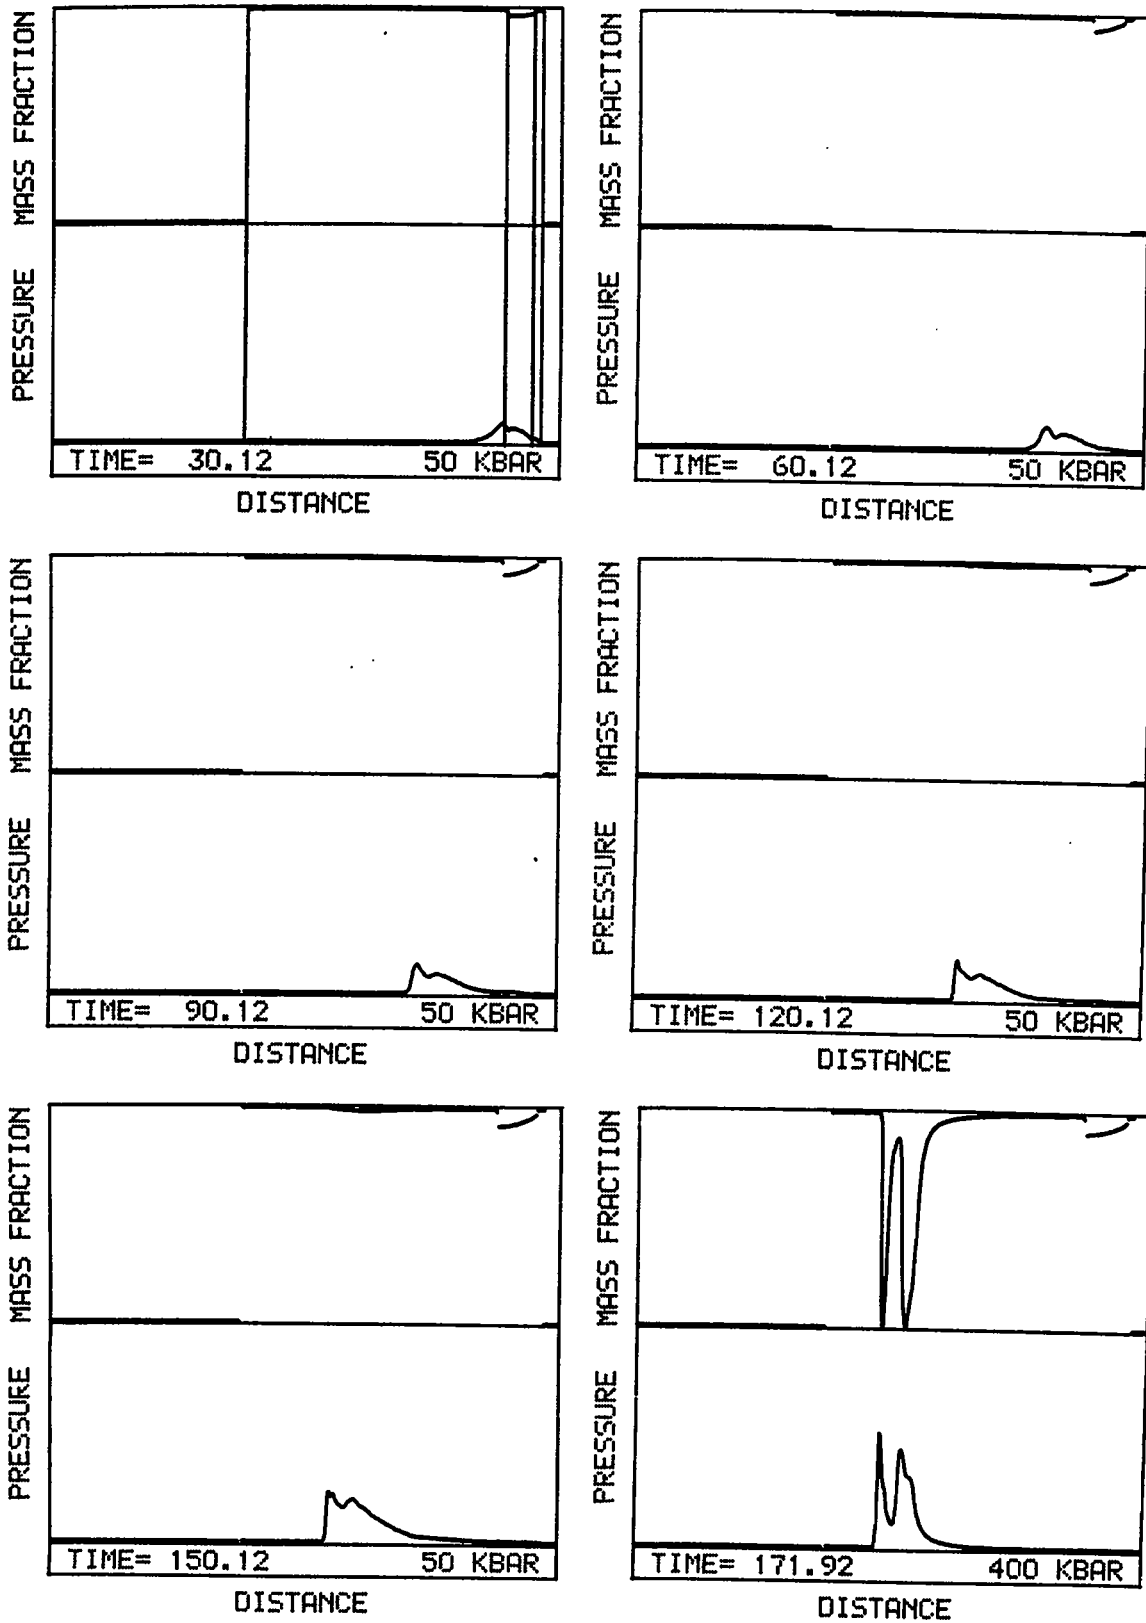 MASS FRACTION
PRESSURE
TIME= 30.12 50 KBAR
DISTANCE
MASS FRACTION
PRESSURE
TIME= 60.12 50 KBAR
DISTANCE
MASS FRACTION
PRESSURE
TIME= 90.12 50 KBAR
DISTANCE
MASS FRACTION
PRESSURE
TIME= 120.12 50 KBAR
DISTANCE
MASS FRACTION
PRESSURE
TIME= 150.12 50 KBAR
DISTANCE
MASS FRACTION
PRESSURE
TIME= 171.92 400 KBAR
DISTANCE